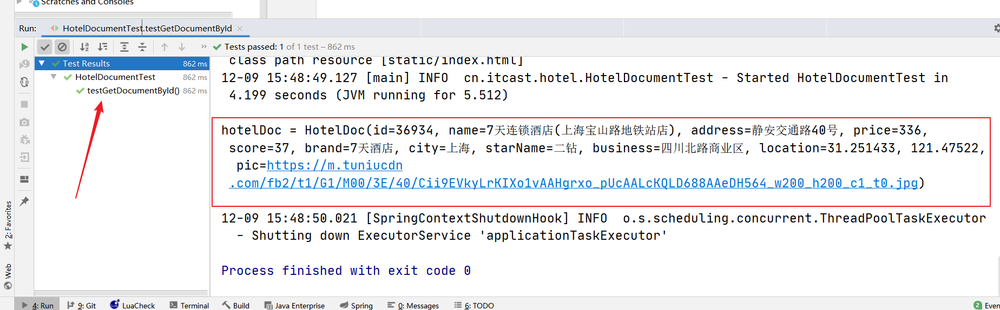 Scratches and Consoles
Run: HotelDocumentTest.testGetDocumentById
Tests passed: 1 of 1 test – 862 ms
Test Results 862 ms
HotelDocumentTest 862 ms
testGetDocumentById() 862 ms
class path resource [static/index.html]
12-09 15:48:49.127 [main] INFO  cn.itcast.hotel.HotelDocumentTest - Started HotelDocumentTest in
4.199 seconds (JVM running for 5.512)
hotelDoc = HotelDoc(id=36934, name=7天连锁酒店(上海宝山路地铁站店), address=静安交通路40号, price=336,
score=37, brand=7天酒店, city=上海, starName=二钻, business=四川北路商业区, location=31.251433, 121.47522,
pic=https://m.tuniucdn
.com/fb2/t1/G1/M00/3E/40/Cii9EVkyLrKIXo1vAAHgrxo_pUcAALcKQLD688AAeDH564_w200_h200_c1_t0.jpg)
12-09 15:48:50.021 [SpringContextShutdownHook] INFO  o.s.scheduling.concurrent.ThreadPoolTaskExecutor
- Shutting down ExecutorService 'applicationTaskExecutor'
Process finished with exit code 0
2: Favorites
Web
4: Run
9: Git
LuaCheck
Terminal
Build
Java Enterprise
Spring
0: Messages
6: TODO
2 Even